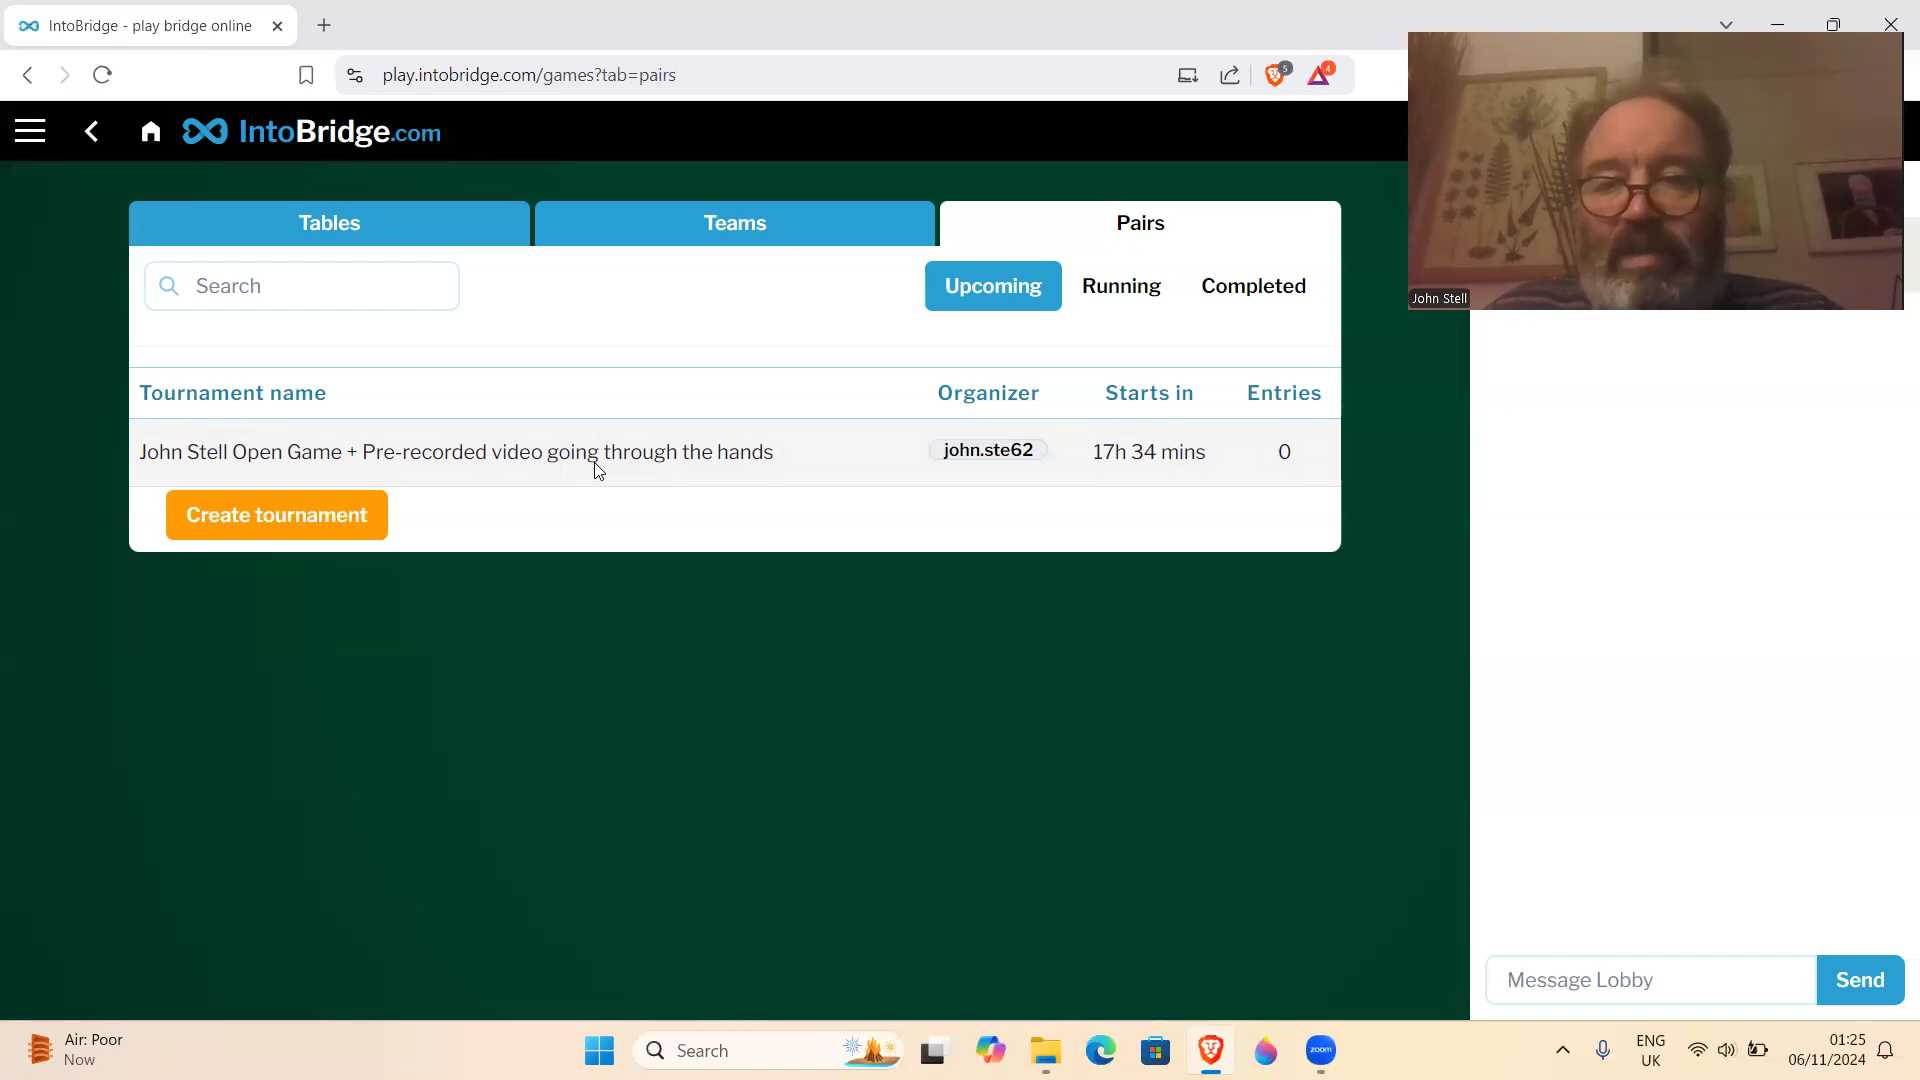 IntoBridge - play bridge online
play.intobridge.com/games?tab=pairs
5
4
IntoBridge.com
Tables
Teams
Pairs
Search
Upcoming
Running
Completed
Tournament name
Organizer
Starts in
Entries
John Stell Open Game + Pre-recorded video going through the hands
john.ste62
17h 34 mins
0
Create tournament
John Stell
Message Lobby
Send
Air: Poor
Now
Search
zoom
ENG
UK
01:25
06/11/2024